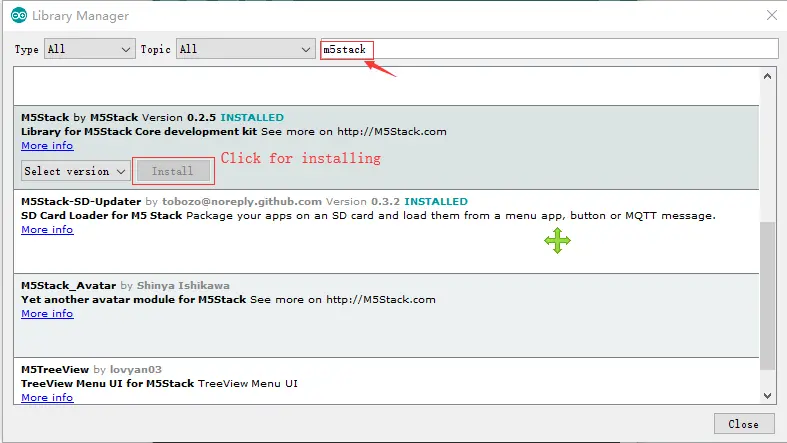 Library Manager
Type All Topic All m5stack
M5Stack by M5Stack Version 0.2.5 INSTALLED
Library for M5Stack Core development kit See more on http://M5Stack.com
More info
Select version Install Click for installing
M5Stack-SD-Updater by tobozo@noreply.github.com Version 0.3.2 INSTALLED
SD Card Loader for M5 Stack Package your apps on an SD card and load them from a menu app, button or MQTT message.
More info
M5Stack_Avatar by Shinya Ishikawa
Yet another avatar module for M5Stack See more on http://M5Stack.com
More info
M5TreeView by lovyan03
TreeView Menu UI for M5Stack TreeView Menu UI
More info
Close